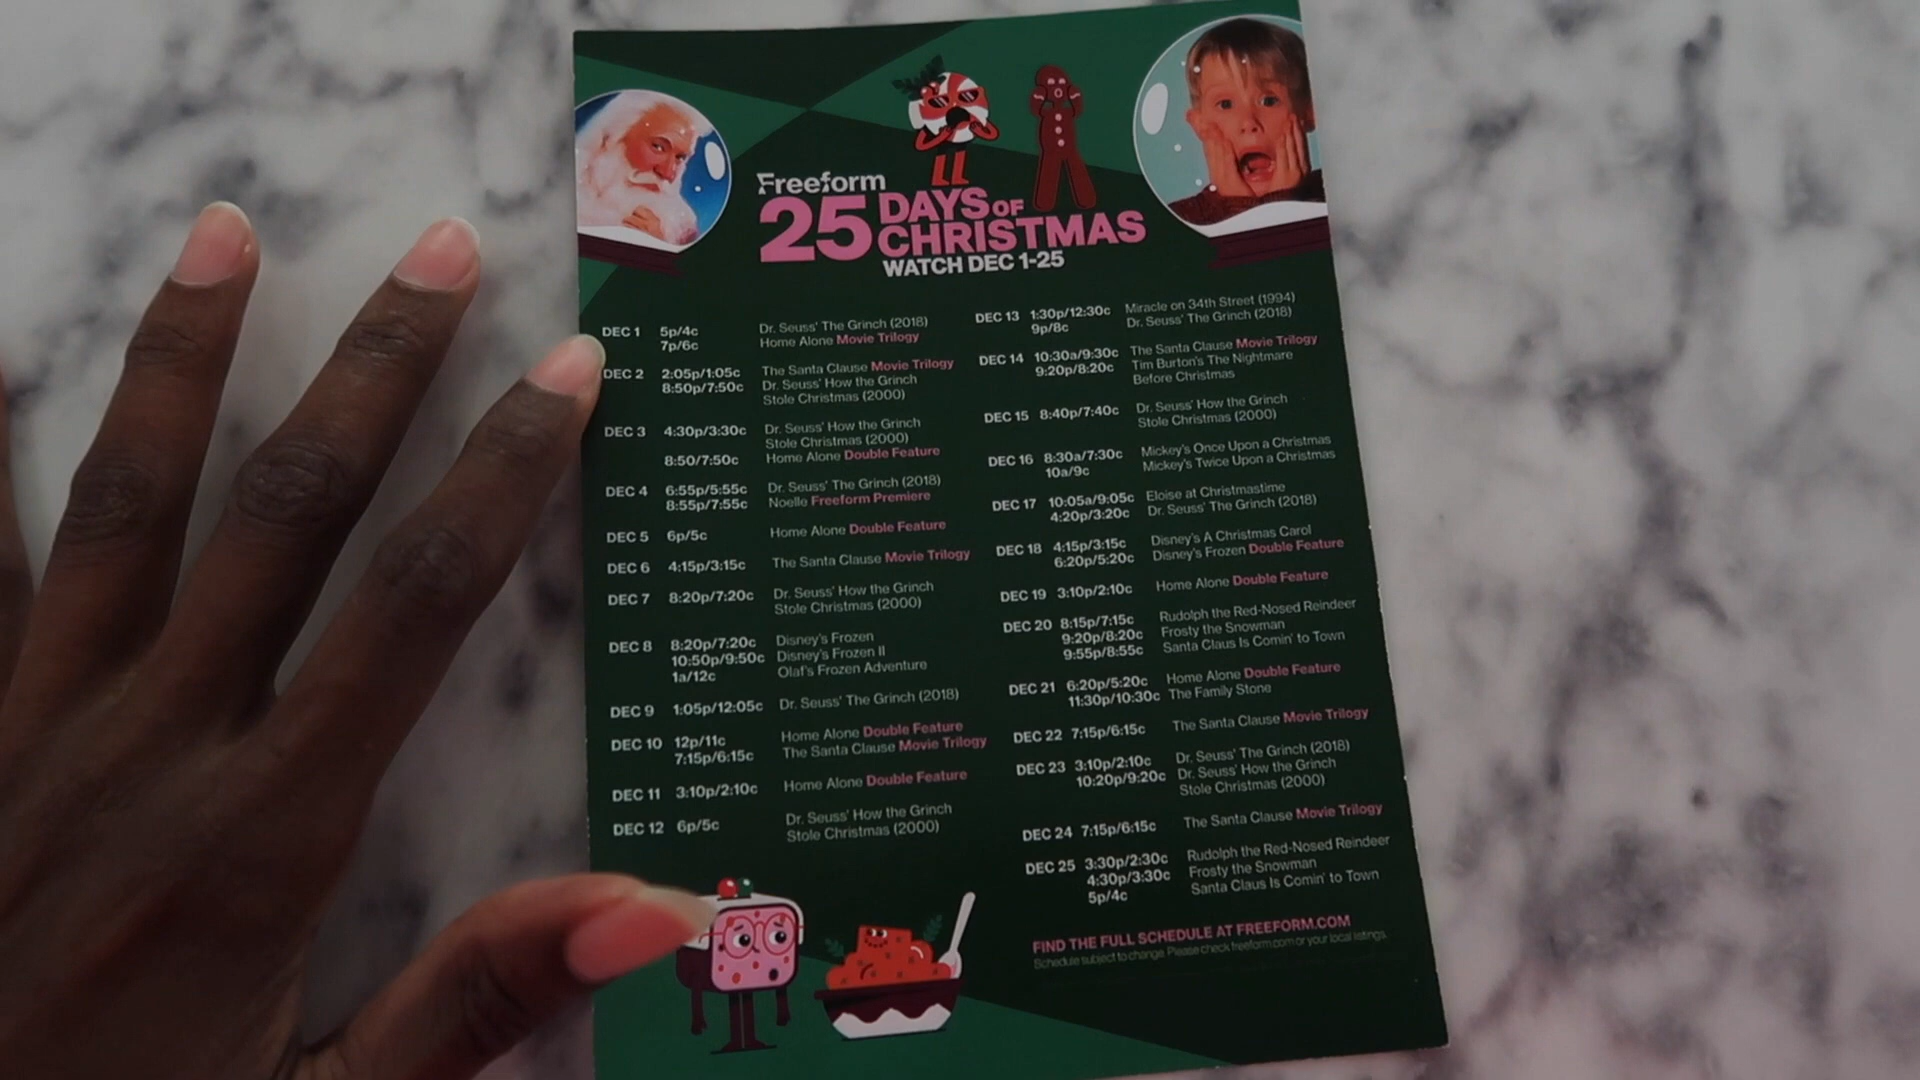 Freeform
25 DAYS OF
CHRISTMAS
WATCH DEC 1-25
DEC 1 5p/4c Dr. Seuss' The Grinch (2018)
7p/6c Home Alone Movie Trilogy
DEC 2 2:05p/1:05c The Santa Clause Movie Trilogy
8:50p/7:50c Dr. Seuss' How the Grinch
Stole Christmas (2000)
DEC 3 4:30p/3:30c Dr. Seuss' How the Grinch
Stole Christmas (2000)
8:50/7:50c Home Alone Double Feature
DEC 4 6:55p/5:55c Dr. Seuss' The Grinch (2018)
8:55p/7:55c Noelle Freeform Premiere
DEC 5 6p/5c Home Alone Double Feature
DEC 6 4:15p/3:15c The Santa Clause Movie Trilogy
DEC 7 8:20p/7:20c Dr. Seuss' How the Grinch
Stole Christmas (2000)
DEC 8 8:20p/7:20c Disney's Frozen
10:50p/9:50c Disney's Frozen II
1a/12c Olaf's Frozen Adventure
DEC 9 1:05p/12:05c Dr. Seuss' The Grinch (2018)
DEC 10 12p/11c Home Alone Double Feature
7:15p/6:15c The Santa Clause Movie Trilogy
DEC 11 3:10p/2:10c Home Alone Double Feature
DEC 12 6p/5c Dr. Seuss' How the Grinch
Stole Christmas (2000)
DEC 13 1:30p/12:30c Miracle on 34th Street (1994)
9p/8c Dr. Seuss' The Grinch (2018)
DEC 14 10:30a/9:30c The Santa Clause Movie Trilogy
9:20p/8:20c Tim Burton's The Nightmare
Before Christmas
DEC 15 8:40p/7:40c Dr. Seuss' How the Grinch
Stole Christmas (2000)
DEC 16 8:30a/7:30c Mickey's Once Upon a Christmas
10a/9c Mickey's Twice Upon a Christmas
DEC 17 10:05a/9:05c Eloise at Christmastime
4:20p/3:20c Dr. Seuss' The Grinch (2018)
DEC 18 4:15p/3:15c Disney's A Christmas Carol
6:20p/5:20c Disney's Frozen Double Feature
DEC 19 3:10p/2:10c Home Alone Double Feature
DEC 20 8:15p/7:15c Rudolph the Red-Nosed Reindeer
9:20p/8:20c Frosty the Snowman
9:55p/8:55c Santa Claus Is Comin' to Town
DEC 21 6:20p/5:20c Home Alone Double Feature
11:30p/10:30c The Family Stone
DEC 22 7:15p/6:15c The Santa Clause Movie Trilogy
DEC 23 3:10p/2:10c Dr. Seuss' The Grinch (2018)
10:20p/9:20c Dr. Seuss' How the Grinch
Stole Christmas (2000)
DEC 24 7:15p/6:15c The Santa Clause Movie Trilogy
DEC 25 3:30p/2:30c Rudolph the Red-Nosed Reindeer
4:30p/3:30c Frosty the Snowman
5p/4c Santa Claus Is Comin' to Town
FIND THE FULL SCHEDULE AT FREEFORM.COM
Schedule subject to change. Please check freeform.com or your local listings.